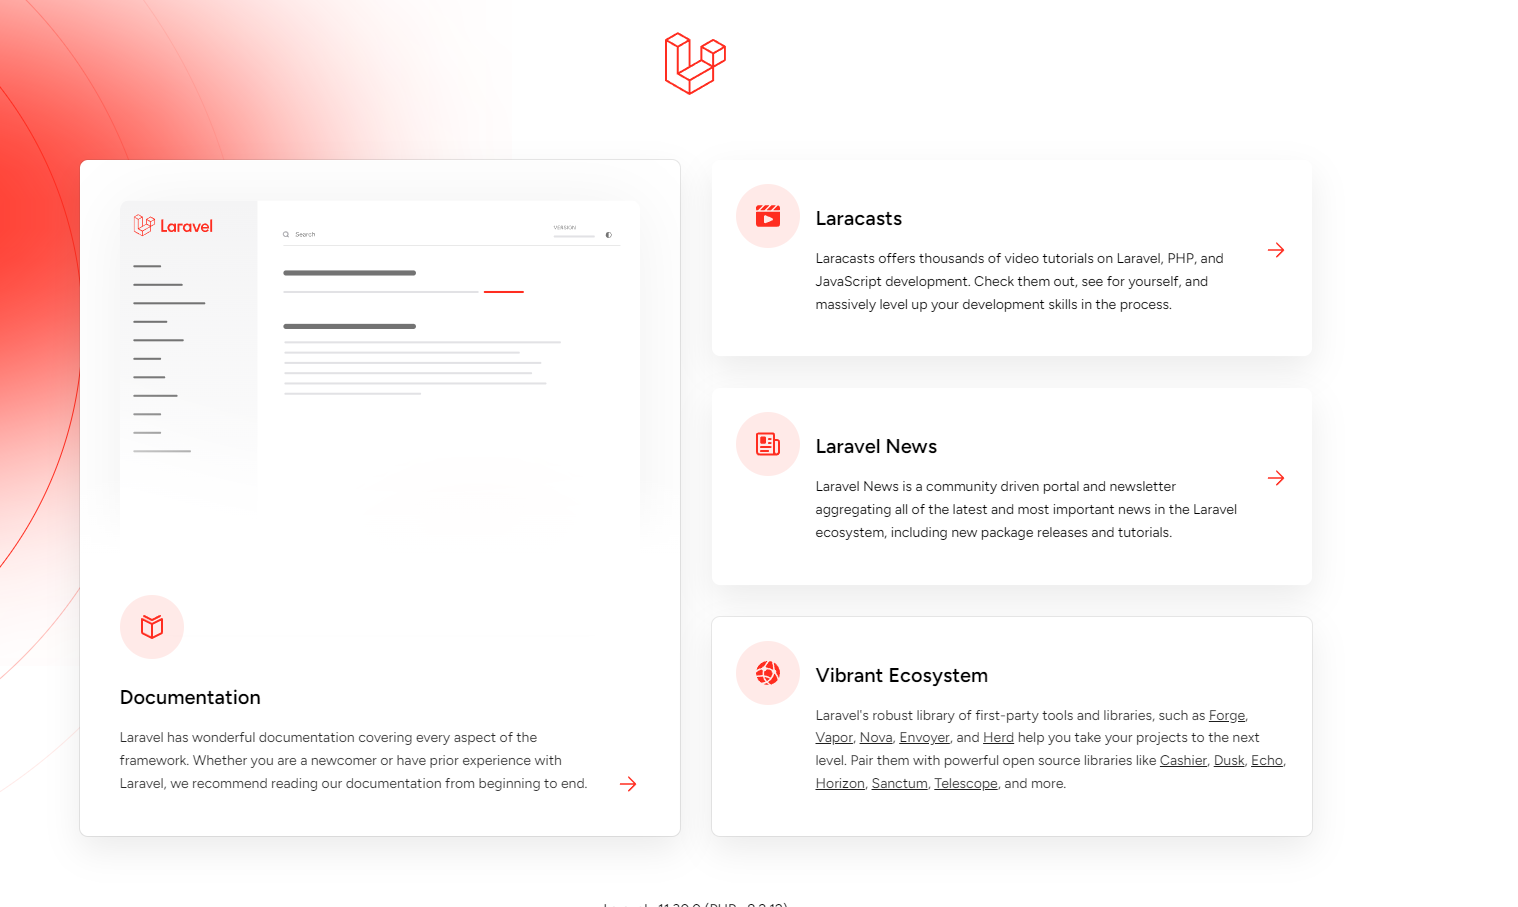 Laravel
Search
VERSION
Documentation
Laravel has wonderful documentation covering every aspect of the
framework. Whether you are a newcomer or have prior experience with
Laravel, we recommend reading our documentation from beginning to end.
Laracasts
Laracasts offers thousands of video tutorials on Laravel, PHP, and
JavaScript development. Check them out, see for yourself, and
massively level up your development skills in the process.
Laravel News
Laravel News is a community driven portal and newsletter
aggregating all of the latest and most important news in the Laravel
ecosystem, including new package releases and tutorials.
Vibrant Ecosystem
Laravel's robust library of first-party tools and libraries, such as Forge,
Vapor, Nova, Envoyer, and Herd help you take your projects to the next
level. Pair them with powerful open source libraries like Cashier, Dusk, Echo,
Horizon, Sanctum, Telescope, and more.